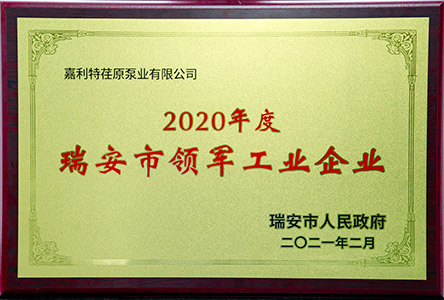 嘉利特荏原泵业有限公司
2020年度
瑞安市领军工业企业
瑞安市人民政府
二〇二一年二月